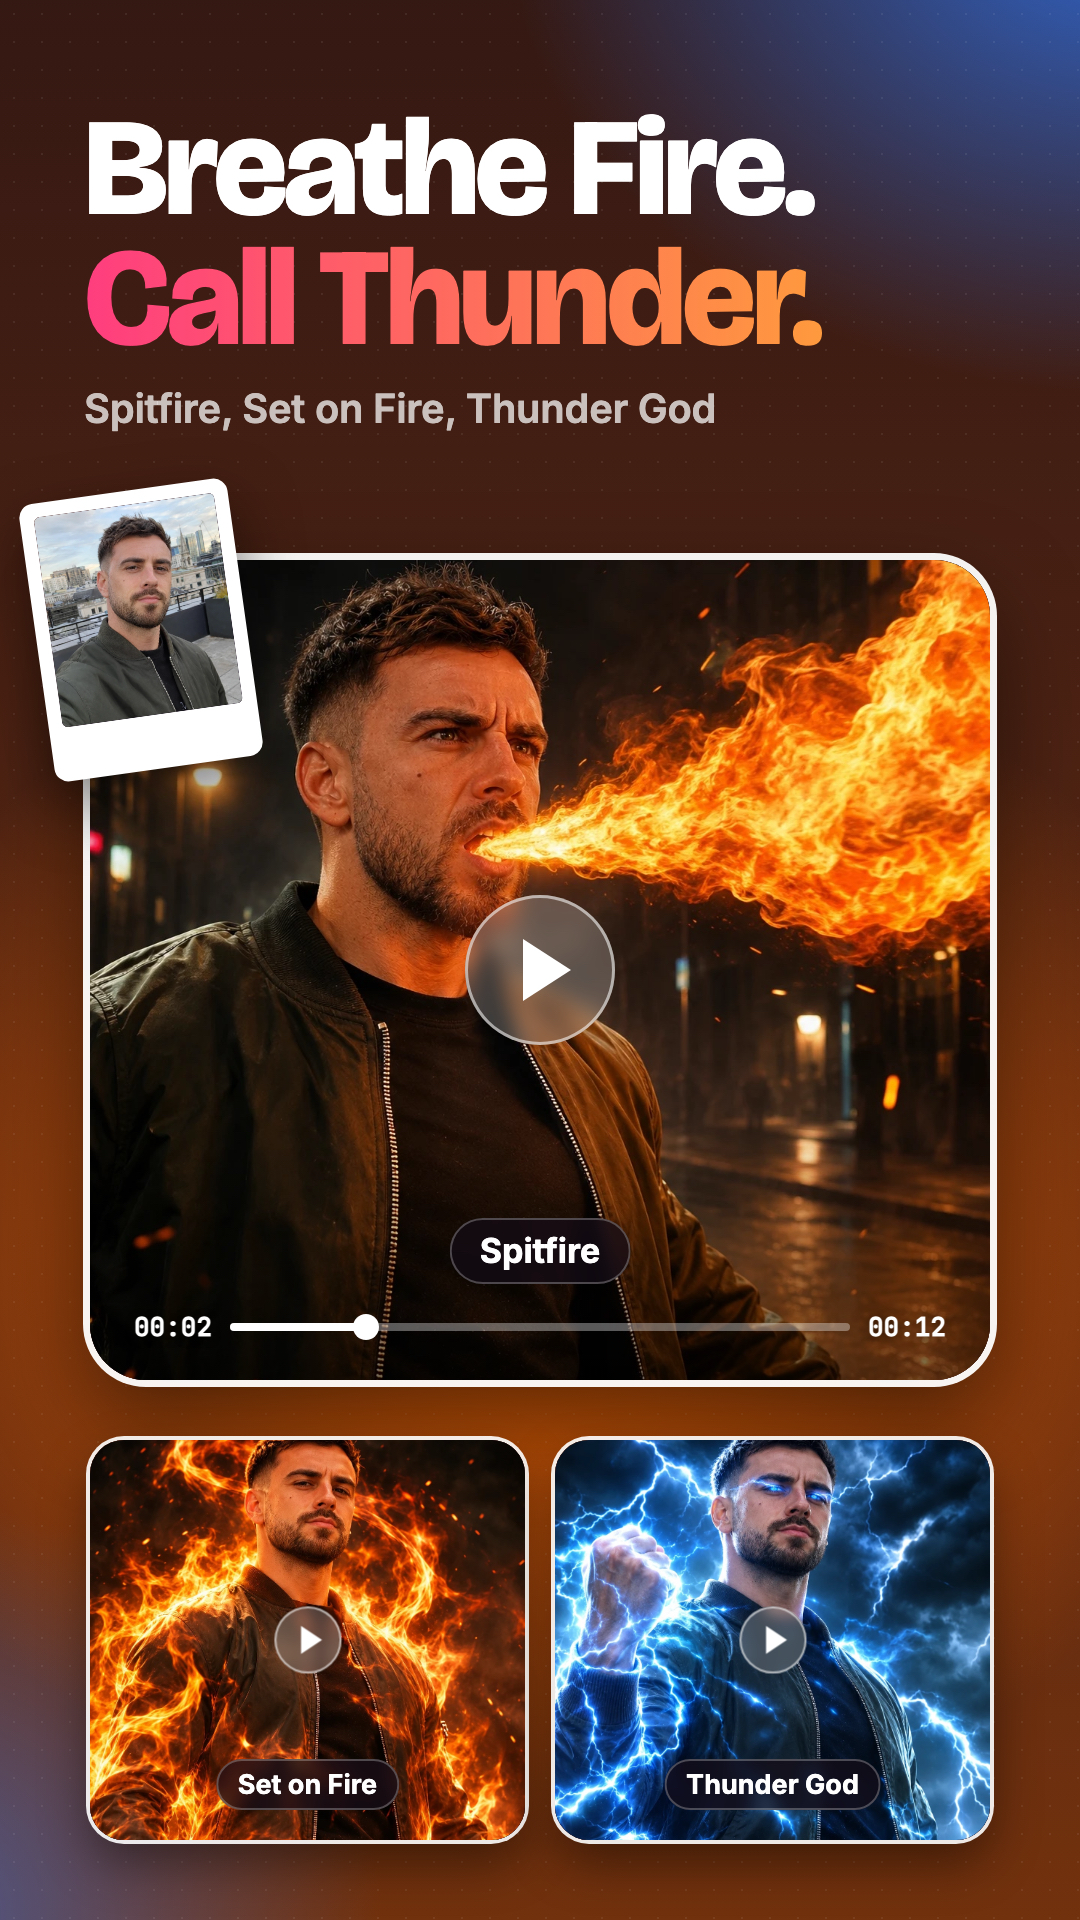 Breathe Fire.
Call Thunder.
Spitfire, Set on Fire, Thunder God
Spitfire
00:02
00:12
Set on Fire
Thunder God